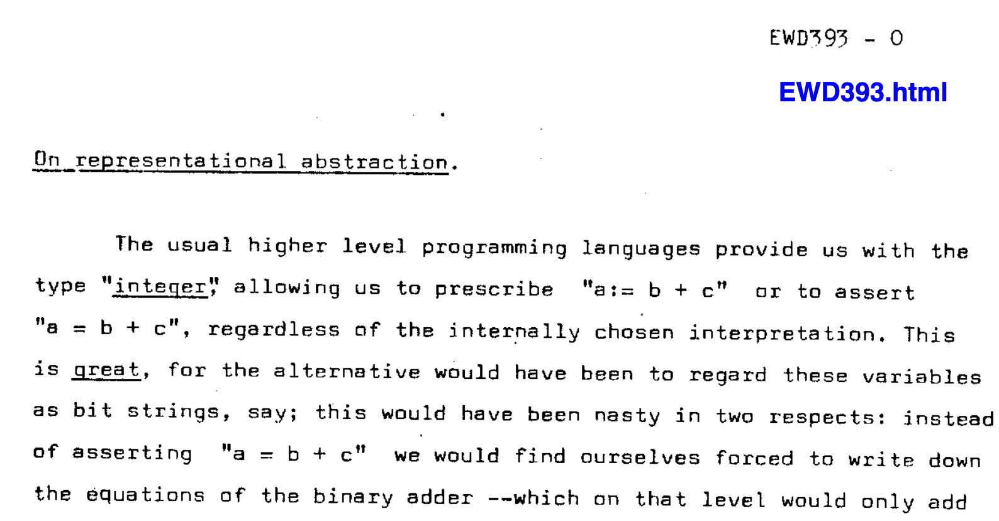 EWD393 - 0
EWD393.html
On representational abstraction.
The usual higher level programming languages provide us with the
type "integer", allowing us to prescribe "a:= b + c" or to assert
"a = b + c", regardless of the internally chosen interpretation. This
is great, for the alternative would have been to regard these variables
as bit strings, say; this would have been nasty in two respects: instead
of asserting "a = b + c" we would find ourselves forced to write down
the equations of the binary adder --which on that level would only add